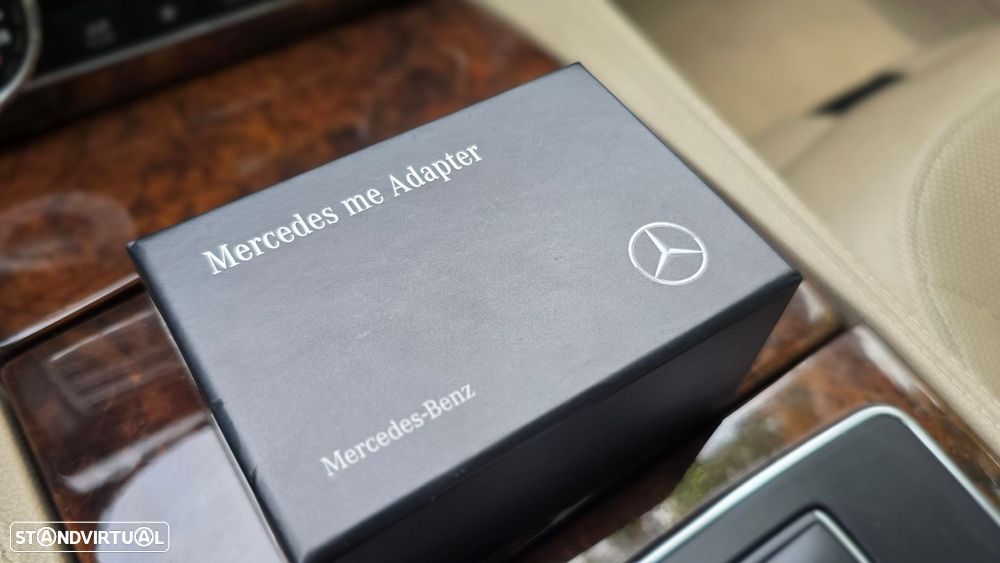 Mercedes me Adapter
Mercedes-Benz
STANDVIRTUAL